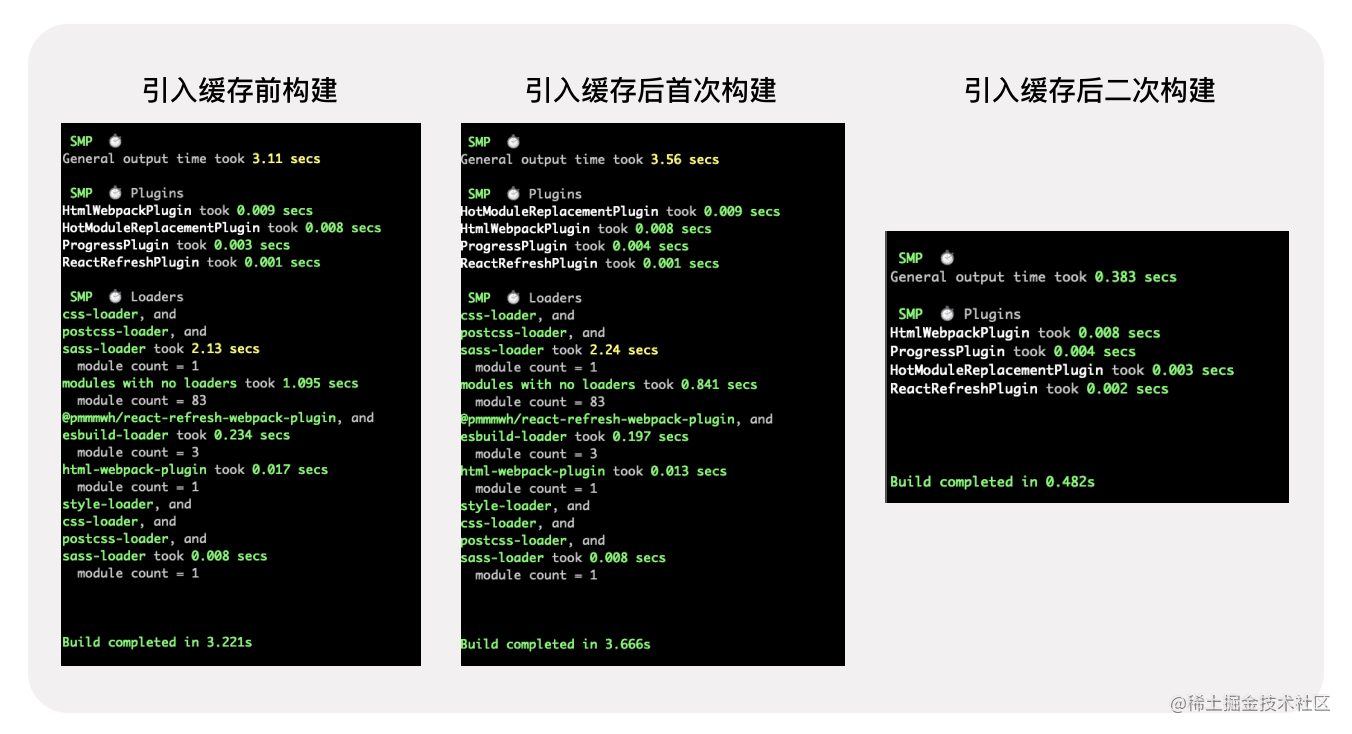 引入缓存前构建
SMP ⏱
General output time took 3.11 secs
SMP ⏱ Plugins
HtmlWebpackPlugin took 0.009 secs
HotModuleReplacementPlugin took 0.008 secs
ProgressPlugin took 0.003 secs
ReactRefreshPlugin took 0.001 secs
SMP ⏱ Loaders
css-loader, and
postcss-loader, and
sass-loader took 2.13 secs
module count = 1
modules with no loaders took 1.095 secs
module count = 83
@pmmmwh/react-refresh-webpack-plugin, and
esbuild-loader took 0.234 secs
module count = 3
html-webpack-plugin took 0.017 secs
module count = 1
style-loader, and
css-loader, and
postcss-loader, and
sass-loader took 0.008 secs
module count = 1
Build completed in 3.221s
引入缓存后首次构建
SMP ⏱
General output time took 3.56 secs
SMP ⏱ Plugins
HotModuleReplacementPlugin took 0.009 secs
HtmlWebpackPlugin took 0.008 secs
ProgressPlugin took 0.004 secs
ReactRefreshPlugin took 0.001 secs
SMP ⏱ Loaders
css-loader, and
postcss-loader, and
sass-loader took 2.24 secs
module count = 1
modules with no loaders took 0.841 secs
module count = 83
@pmmmwh/react-refresh-webpack-plugin, and
esbuild-loader took 0.197 secs
module count = 3
html-webpack-plugin took 0.013 secs
module count = 1
style-loader, and
css-loader, and
postcss-loader, and
sass-loader took 0.008 secs
module count = 1
Build completed in 3.666s
引入缓存后二次构建
SMP ⏱
General output time took 0.383 secs
SMP ⏱ Plugins
HtmlWebpackPlugin took 0.008 secs
ProgressPlugin took 0.004 secs
HotModuleReplacementPlugin took 0.003 secs
ReactRefreshPlugin took 0.002 secs
Build completed in 0.482s
@稀土掘金技术社区